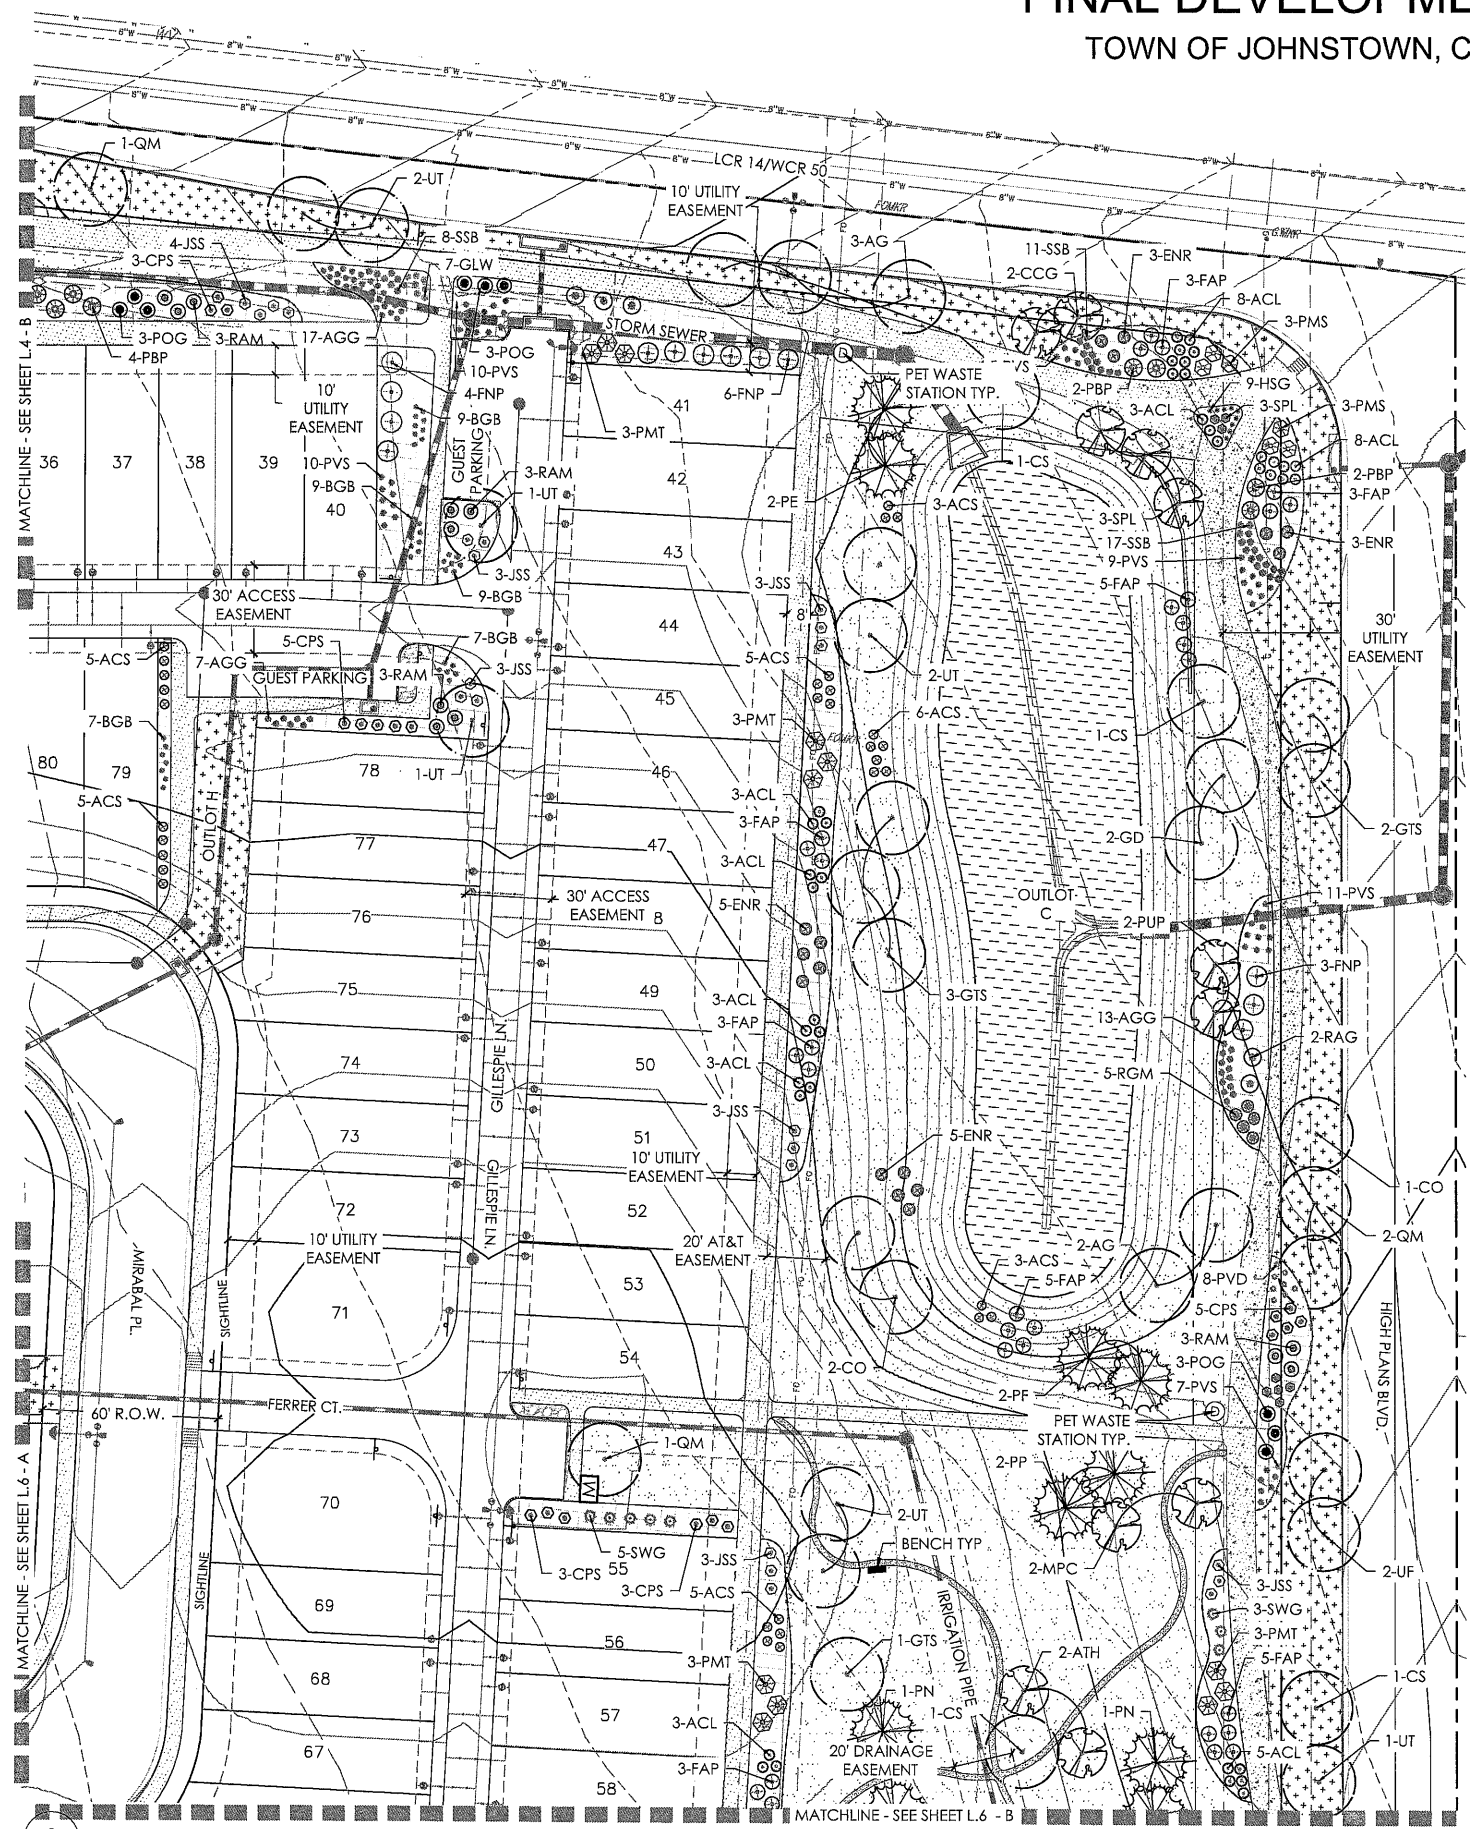 FINAL DEVELOPME
TOWN OF JOHNSTOWN, C
8"W
8"W
8"W
8"W
8"W
8"W
8"W
8"W
LCR 14/WCR 50
1-QM
2-UT
10' UTILITY
EASEMENT
3-AG
11-SSB
3-ENR
2-CCG
3-FAP
8-ACL
3-PMS
4-JSS
3-CPS
8-SSB
7-GLW
STORM SEWER
3-POG
3-RAM
17-AGG
4-PBP
3-POG
10-PVS
4-FNP
9-BGB
6-FNP
3-PMT
PET WASTE
STATION TYP.
2-PBP
3-ACL
9-HSG
3-SPL
3-PMS
8-ACL
2-PBP
3-FAP
3-ENR
MATCHLINE - SEE SHEET L.4 - B
10'
UTILITY
EASEMENT
GUEST
PARKING
36
37
38
39
40
10-PVS
9-BGB
3-RAM
1-UT
3-JSS
9-BGB
41
42
43
44
45
46
47
8
49
50
51
52
53
54
55
56
57
58
1-CS
2-PE
3-ACS
3-SPL
17-SSB
9-PVS
5-FAP
30'
UTILITY
EASEMENT
30' ACCESS
EASEMENT
5-CPS
7-BGB
5-ACS
7-AGG
GUEST PARKING
3-RAM
3-JSS
7-BGB
80
79
5-ACS
OUTLOT H
78
1-UT
77
76
75
74
73
72
71
70
69
68
67
3-JSS
8'
5-ACS
2-UT
3-PMT
6-ACS
1-CS
3-ACL
3-FAP
3-ACL
2-GD
2-GTS
30' ACCESS
EASEMENT
5-ENR
OUTLOT
C
11-PVS
2-PUP
3-FNP
3-GTS
13-AGG
2-RAG
5-RGM
3-ACL
3-FAP
3-ACL
3-JSS
GILLESPIE LN
GILLESPIE LN
5-ENR
10' UTILITY
EASEMENT
1-CO
2-QM
20' AT&T
EASEMENT
10' UTILITY
EASEMENT
3-ACS
2-AG
5-FAP
8-PVD
5-CPS
3-RAM
3-POG
7-PVS
HIGH PLANS BLVD.
MIRABAL PL.
SIGHTLINE
2-CO
2-PF
FERRER CT.
60' R.O.W.
PET WASTE
STATION TYP.
1-QM
2-PP
2-UT
BENCH TYP
M
5-SWG
3-CPS
3-CPS
3-JSS
5-ACS
2-MPC
2-UF
3-JSS
3-SWG
3-PMT
5-FAP
IRRIGATION PIPE
SIGHTLINE
MATCHLINE - SEE SHEET L.6 - A
1-GTS
2-ATH
3-PMT
1-PN
1-CS
1-PN
1-CS
3-ACL
3-FAP
20' DRAINAGE
EASEMENT
5-ACL
1-UT
MATCHLINE - SEE SHEET L.6 - B